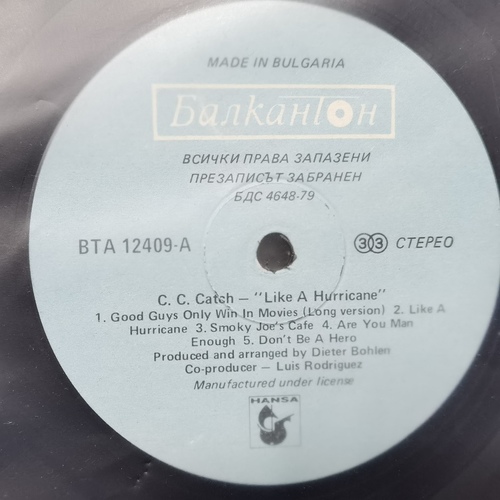 MADE IN BULGARIA
БалканТон
ВСИЧКИ ПРАВА ЗАПАЗЕНИ
ПРЕЗАПИСЪТ ЗАБРАНЕН
БДС 4648-79
ВТА 12409-А
33 СТЕРЕО
C. C. Catch – "Like A Hurricane"
1. Good Guys Only Win In Movies (Long version) 2. Like A
Hurricane 3. Smoky Joe's Cafe 4. Are You Man
Enough 5. Don't Be A Hero
Produced and arranged by Dieter Bohlen
Co-producer – Luis Rodriguez
Manufactured under license
HANSA